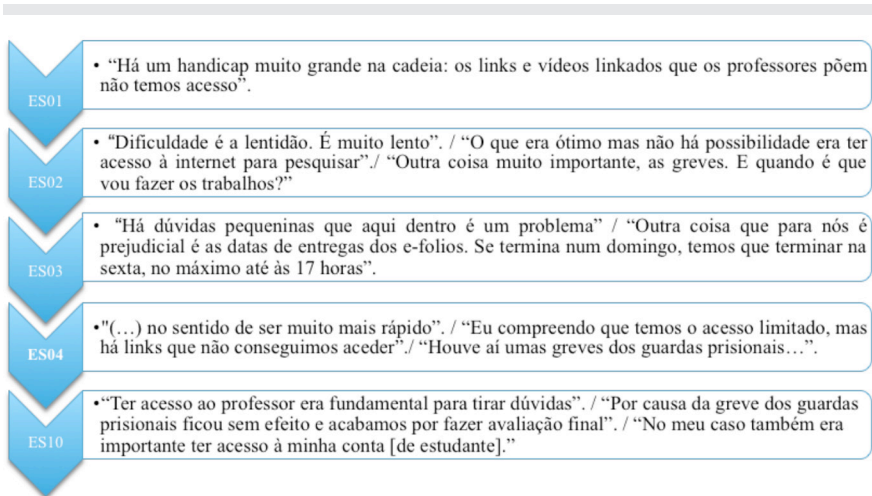 • “Há um handicap muito grande na cadeia: os links e vídeos linkados que os professores põem
não temos acesso”.
ES01
• “Dificuldade é a lentidão. É muito lento”. / “O que era ótimo mas não há possibilidade era ter
acesso à internet para pesquisar”./ “Outra coisa muito importante, as greves. E quando é que
vou fazer os trabalhos?”
ES02
• “Há dúvidas pequeninas que aqui dentro é um problema” / “Outra coisa que para nós é
prejudicial é as datas de entregas dos e-folios. Se termina num domingo, temos que terminar na
sexta, no máximo até às 17 horas”.
ES03
•"(…) no sentido de ser muito mais rápido”. / “Eu compreendo que temos o acesso limitado, mas
há links que não conseguimos aceder”./ “Houve aí umas greves dos guardas prisionais…”.
ES04
•“Ter acesso ao professor era fundamental para tirar dúvidas”. / “Por causa da greve dos guardas
prisionais ficou sem efeito e acabamos por fazer avaliação final”. / “No meu caso também era
importante ter acesso à minha conta [de estudante].”
ES10